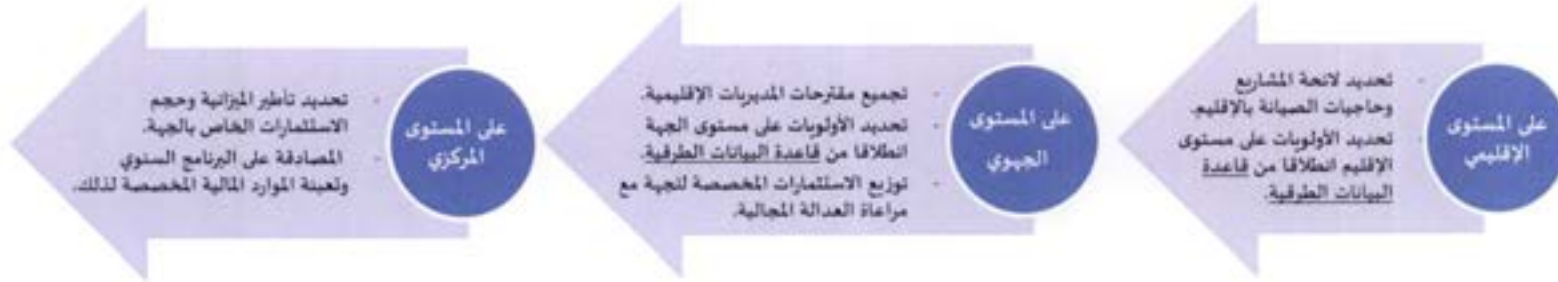 على المستوى
الإقليمي
- تحديد لائحة المشاريع
وحاجيات الصيانة بالإقليم.
- تحديد الأولويات على مستوى
الإقليم انطلاقا من قاعدة
البيانات الطرقية.
على المستوى
الجهوي
- تجميع مقترحات المديريات الإقليمية.
- تحديد الأولويات على مستوى الجهة
انطلاقا من قاعدة البيانات الطرقية.
- توزيع الاستثمارات المخصصة للجهة مع
مراعاة العدالة المجالية.
على المستوى
المركزي
- تحديد تأطير الميزانية وحجم
الاستثمارات الخاص بالجهة.
- المصادقة على البرنامج السنوي
وتعبئة الموارد المالية المخصصة لذلك.